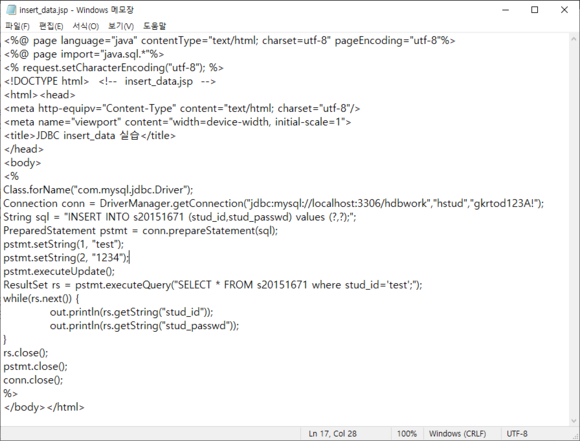 insert_data.jsp - Windows 메모장
파일(F) 편집(E) 서식(O) 보기(V) 도움말
<%@ page language="java" contentType="text/html; charset=utf-8" pageEncoding="utf-8"%>
<%@ page import="java.sql.*"%>
<% request.setCharacterEncoding("utf-8"); %>
<!DOCTYPE html>   <!--  insert_data.jsp   -->
<html><head>
<meta http-equipv="Content-Type" content="text/html; charset="utf-8"/>
<meta name="viewport" content="width=device-width, initial-scale=1">
<title>JDBC insert_data 실습</title>
</head>
<body>
<%
Class.forName("com.mysql.jdbc.Driver");
Connection conn = DriverManager.getConnection("jdbc:mysql://localhost:3306/hdbwork","hstud","gkrtod123A!");
String sql = "INSERT INTO s20151671 (stud_id,stud_passwd) values (?,?);";
PreparedStatement pstmt = conn.prepareStatement(sql);
pstmt.setString(1, "test");
pstmt.setString(2, "1234");
pstmt.executeUpdate();
ResultSet rs = pstmt.executeQuery("SELECT * FROM s20151671 where stud_id='test';");
while(rs.next()) {
out.println(rs.getString("stud_id"));
out.println(rs.getString("stud_passwd"));
}
rs.close();
pstmt.close();
conn.close();
%>
</body></html>
Ln 17, Col 28 100% Windows (CRLF) UTF-8